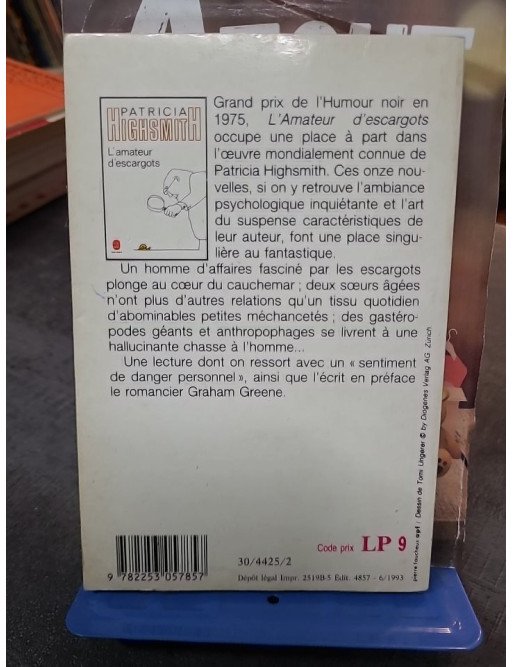 PATRICIA
HIGHSMITH
L'amateur
d'escargots
Grand prix de l'Humour noir en
1975, L'Amateur d'escargots
occupe une place à part dans
l'œuvre mondialement connue de
Patricia Highsmith. Ces onze nou-
velles, si on y retrouve l'ambiance
psychologique inquiétante et l'art
du suspense caractéristiques de
leur auteur, font une place singu-
lière au fantastique.
Un homme d'affaires fasciné par les escargots
plonge au cœur du cauchemar ; deux sœurs âgées
n'ont plus d'autres relations qu'un tissu quotidien
d'abominables petites méchancetés ; des gastéro-
podes géants et anthropophages se livrent à une
hallucinante chasse à l'homme...
Une lecture dont on ressort avec un « sentiment
de danger personnel », ainsi que l'écrit en préface
le romancier Graham Greene.
pierre faucheux apf / Dessin de Tomi Ungerer © by Diogenes Verlag AG Zürich
30/4425/2
Code prix LP 9
9 782253 057857
Dépôt légal Impr. 2519B-5 Edit. 4857 - 6/1993